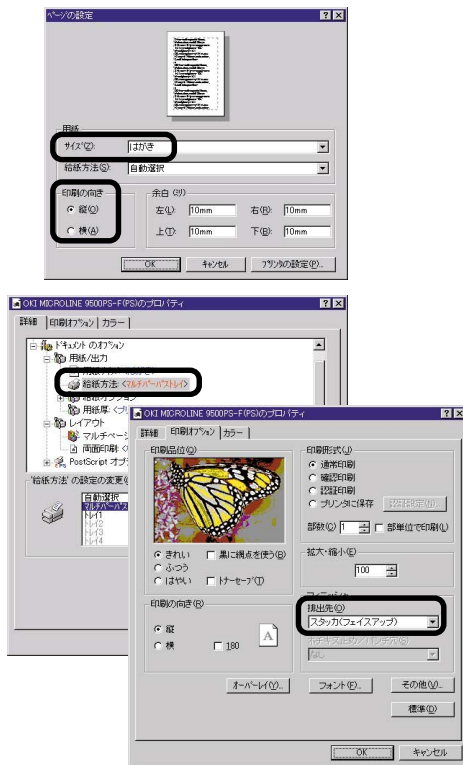 ページの設定
用紙
サイズ(Z): はがき
給紙方法(S): 自動選択
印刷の向き
縦(O)
横(A)
余白 (ミリ)
左(L): 10mm 右(R): 10mm
上(T): 10mm 下(B): 10mm
OK キャンセル プリンタの設定(P)...
OKI MICROLINE 9500PS-F(PS)のプロパティ
詳細 印刷オプション カラー
ドキュメント のオプション
用紙/出力
給紙方法: <マルチパーパストレイ>
給紙オプション
用紙厚: <プリ
レイアウト
マルチペー
両面印刷: <
PostScript オプ
'給紙方法' の設定の変更(
自動選択
マルチパーパス
トレイ1
トレイ2
トレイ3
トレイ4
OKI MICROLINE 9500PS-F(PS)のプロパティ
詳細 印刷オプション カラー
印刷品位(Q)
きれい 黒に網点を使う(B)
ふつう
はやい トナーセーブ(T)
印刷の向き(R)
縦
横 180
A
印刷形式(J)
通常印刷
確認印刷
認証印刷
プリンタに保存
部数(C) 1 部単位で印刷(L)
拡大・縮小(E)
100
フィニッシャ
排出先(O)
スタッカ(フェイスアップ)
なし
オーバーレイ(Y)... フォント(F)... その他(V)...
標準(D)
OK キャンセル